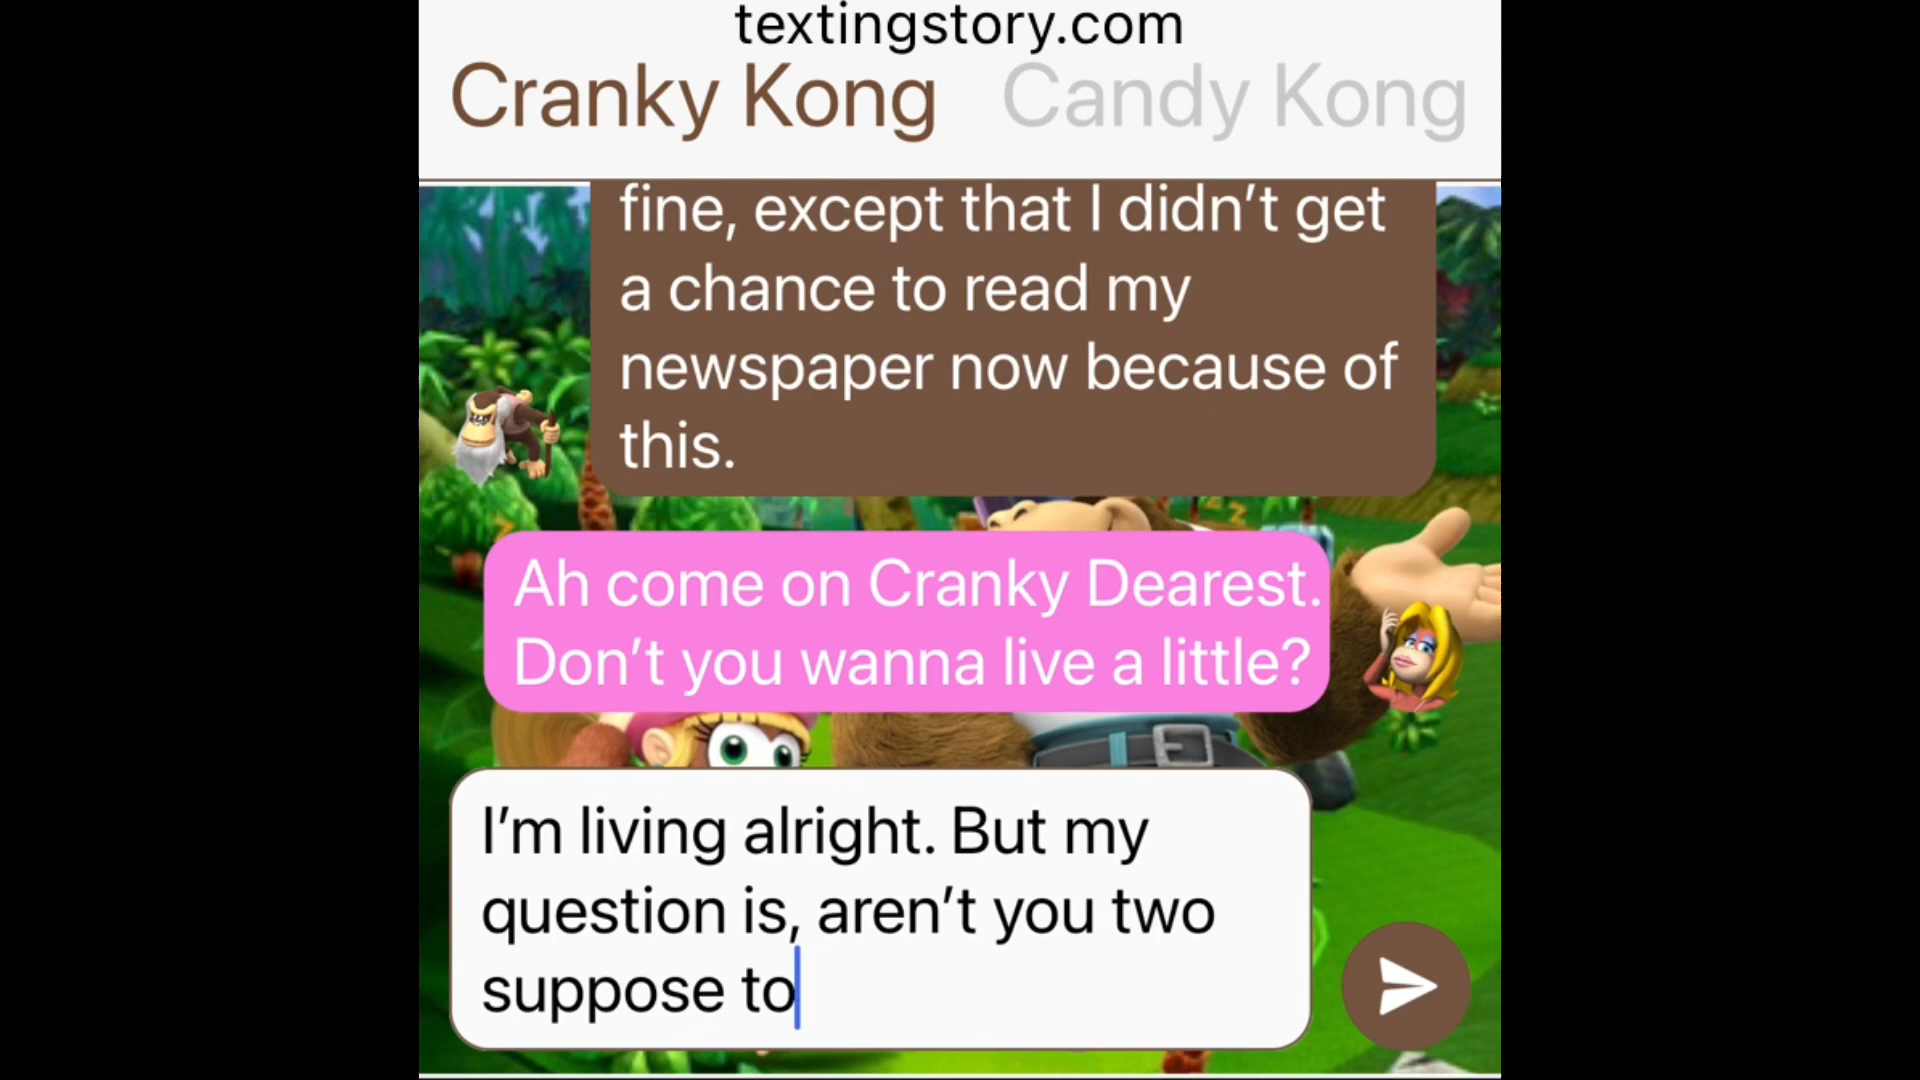 textingstory.com
Cranky Kong Candy Kong
fine, except that I didn’t get
a chance to read my
newspaper now because of
this.
Ah come on Cranky Dearest.
Don’t you wanna live a little?
I’m living alright. But my
question is, aren’t you two
suppose to